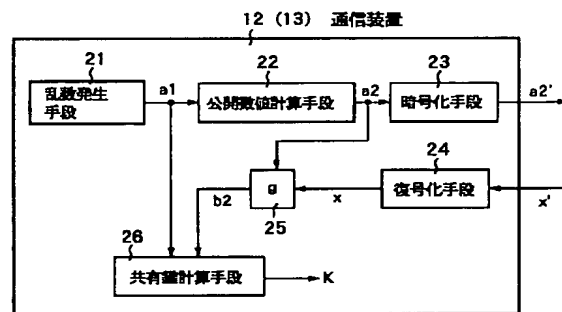 12 (13) 通信装置
21
22
23
乱数発生
手段
a1
公開数値計算手段
a2
暗号化手段
a2'
24
g
x
復号化手段
x'
b2
25
26
共有鍵計算手段
K